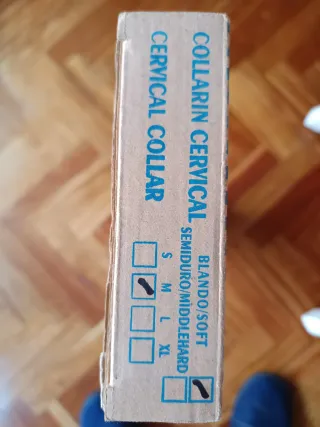 COLLARIN CERVICAL
CERVICAL COLLAR
BLANDO/SOFT
SEMIDURO/MIDDLEHARD
S M L XL